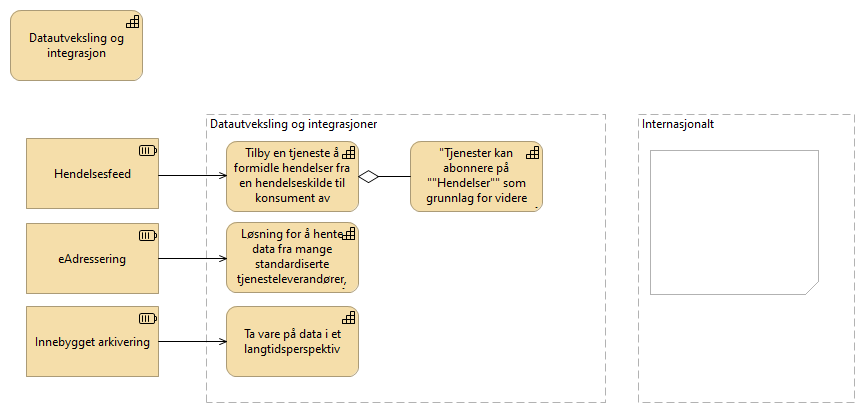 Datautveksling og
integrasjon
Datautveksling og integrasjoner
Internasjonalt
Hendelsesfeed
Tilby en tjeneste å
formidle hendelser fra
en hendelseskilde til
konsument av
"Tjenester kan
abonnere på
""Hendelser"" som
grunnlag for videre
eAdressering
Løsning for å hente
data fra mange
standardiserte
tjenesteleverandører,
Innebygget arkivering
Ta vare på data i et
langtidsperspektiv